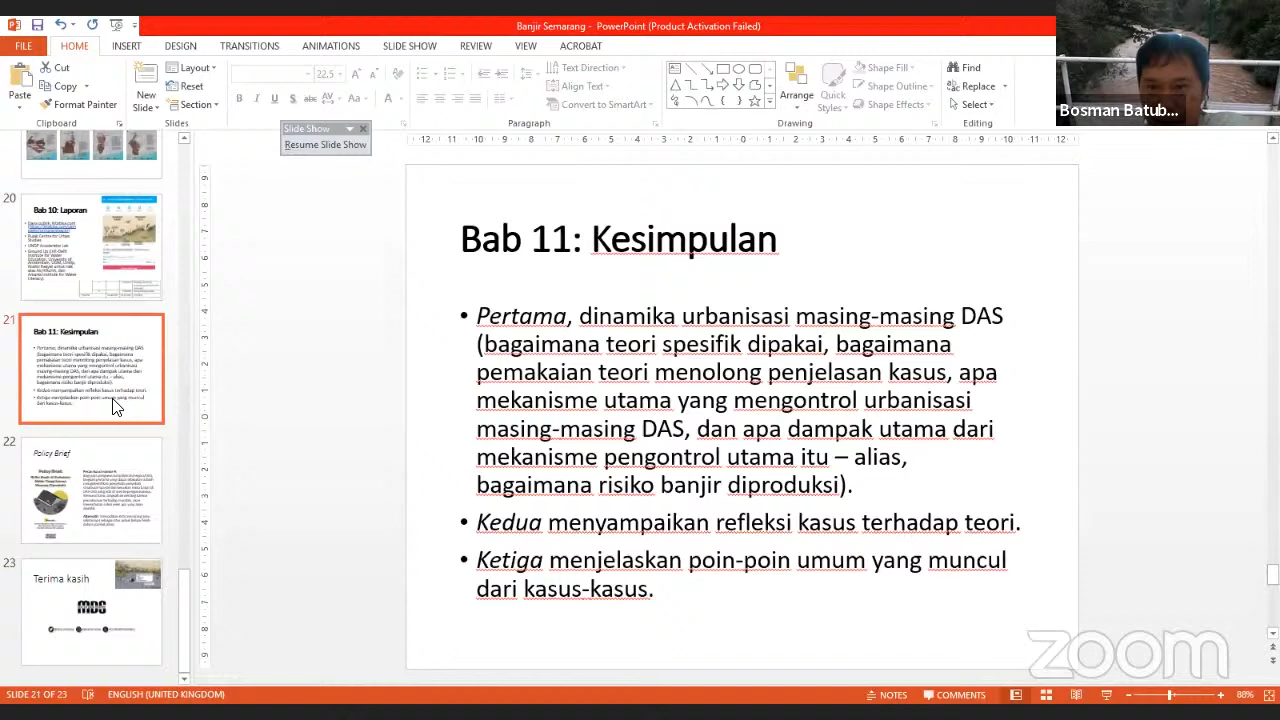 Banjir Semarang - PowerPoint (Product Activation Failed)
FILE HOME INSERT DESIGN TRANSITIONS ANIMATIONS SLIDE SHOW REVIEW VIEW ACROBAT
Paste
Cut
Copy
Format Painter
Clipboard
New
Slide
Layout
Reset
Section
Slides
22.5
Text Direction
Align Text
Convert to SmartArt
Paragraph
Arrange
Quick
Styles
Shape Fill
Shape Outline
Shape Effects
Drawing
Find
Replace
Select
Editing
Bosman Batub...
Slide Show
Resume Slide Show
20
Bab 10: Laporan
21
Bab 11: Kesimpulan
22
Policy Brief
23
Terima kasih
MDS
Bab 11: Kesimpulan
• Pertama, dinamika urbanisasi masing-masing DAS
(bagaimana teori spesifik dipakai, bagaimana
pemakaian teori menolong penjelasan kasus, apa
mekanisme utama yang mengontrol urbanisasi
masing-masing DAS, dan apa dampak utama dari
mekanisme pengontrol utama itu – alias,
bagaimana risiko banjir diproduksi).
• Kedua menyampaikan refleksi kasus terhadap teori.
• Ketiga menjelaskan poin-poin umum yang muncul
dari kasus-kasus.
zoom
SLIDE 21 OF 23 ENGLISH (UNITED KINGDOM) NOTES COMMENTS 88%